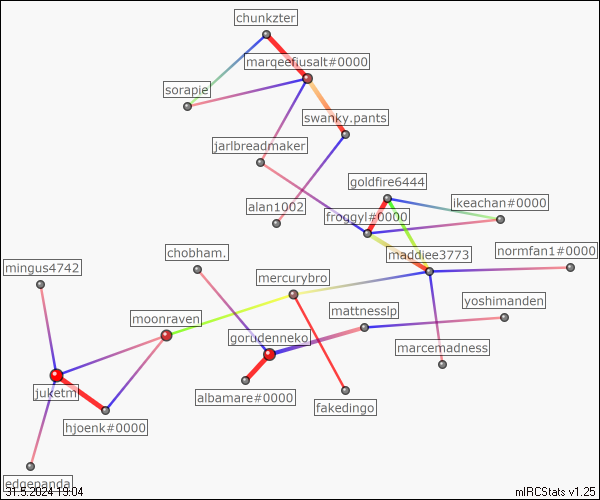 chunkzter
marqeefiusalt#0000
sorapie
swanky.pants
jarlbreadmaker
goldfire6444
ikeachan#0000
alan1002
froggyl#0000
normfan1#0000
chobham.
maddiee3773
mingus4742
mercurybro
yoshimanden
mattnesslp
moonraven
gorudenneko
marcemadness
juketm
albamare#0000
fakedingo
hjoenk#0000
edgepanda
31.5.2024 19:04
mIRCStats v1.25